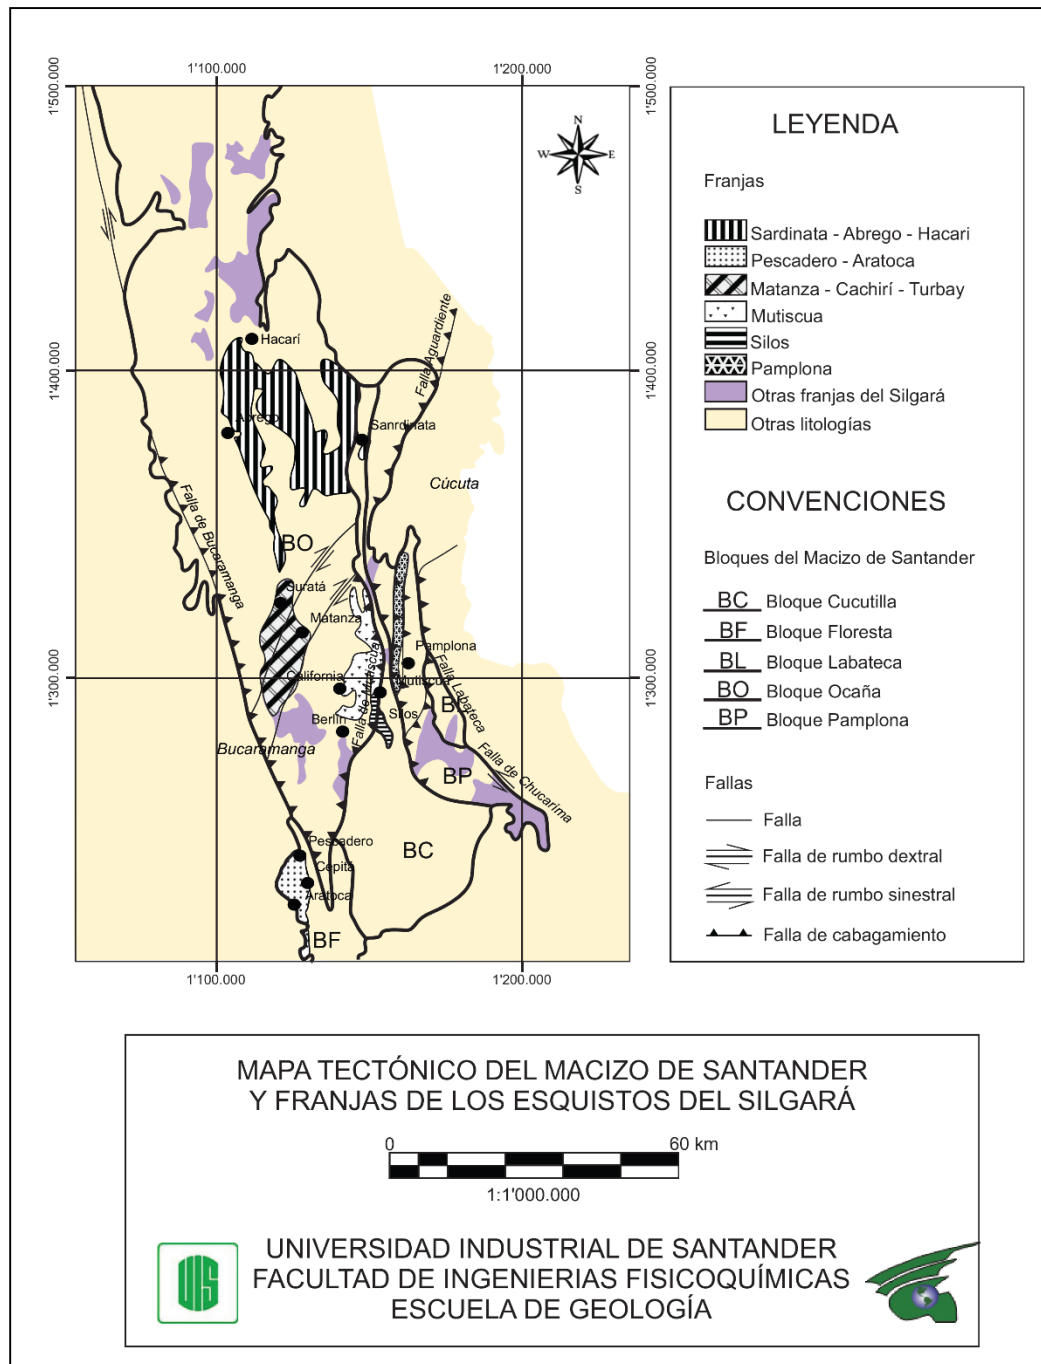 1'100.000
1'200.000
1'500.000
1'500.000
N
W
E
S
Falla Aguardiente
Hacarí
1'400.000
1'400.000
Abrego
Sanrdinata
Cúcuta
Falla de Bucaramanga
BO
Suratá
Matanza
Pamplona
California
Mutiscua
1'300.000
1'300.000
Falla de Mutiscua
Falla Labateca
BL
Silos
Berlín
Bucaramanga
BP
Falla de Chucarima
Pescadero
BC
Cepitá
Aratoca
BF
1'100.000
1'200.000
LEYENDA
Franjas
Sardinata - Abrego - Hacari
Pescadero - Aratoca
Matanza - Cachirí - Turbay
Mutiscua
Silos
Pamplona
Otras franjas del Silgará
Otras litologías
CONVENCIONES
Bloques del Macizo de Santander
BC Bloque Cucutilla
BF Bloque Floresta
BL Bloque Labateca
BO Bloque Ocaña
BP Bloque Pamplona
Fallas
Falla
Falla de rumbo dextral
Falla de rumbo sinestral
Falla de cabagamiento
MAPA TECTÓNICO DEL MACIZO DE SANTANDER
Y FRANJAS DE LOS ESQUISTOS DEL SILGARÁ
0 60 km
1:1'000.000
UIS
UNIVERSIDAD INDUSTRIAL DE SANTANDER
FACULTAD DE INGENIERIAS FISICOQUÍMICAS
ESCUELA DE GEOLOGÍA